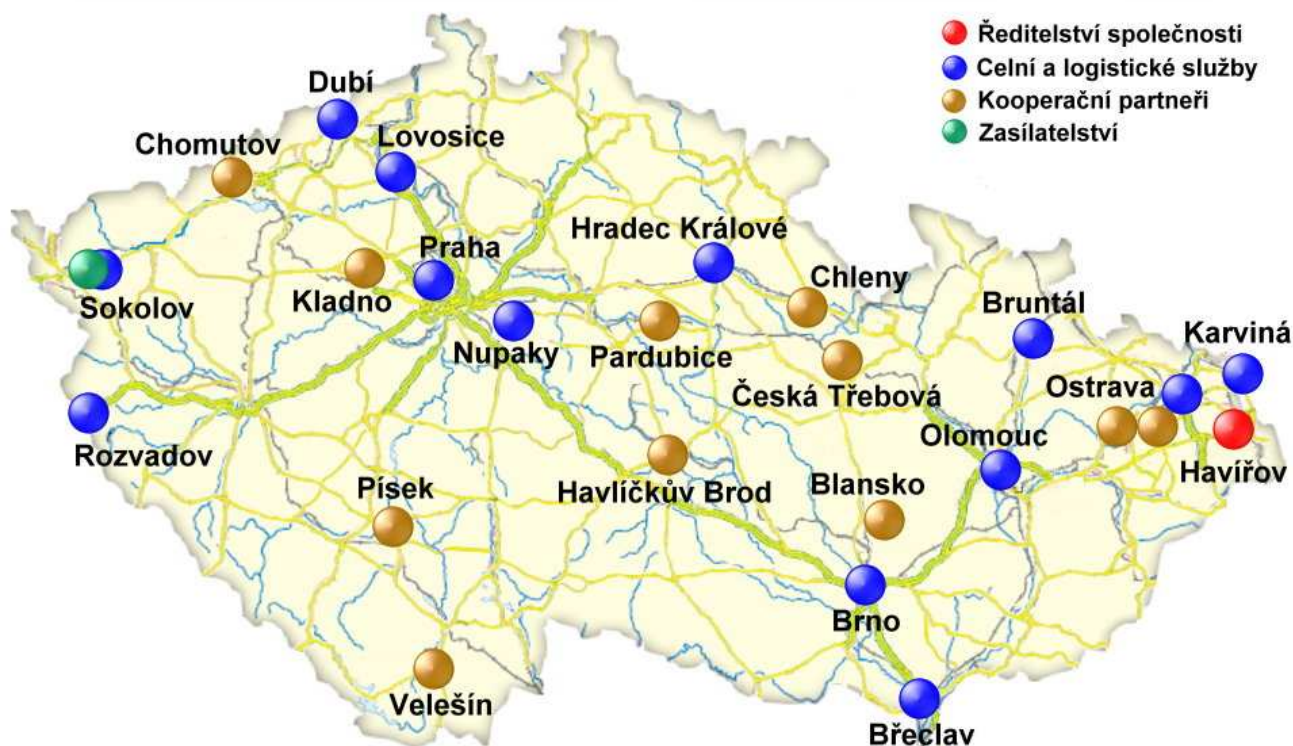 Ředitelství společnosti
Celní a logistické služby
Kooperační partneři
Zasílatelství
Dubí
Lovosice
Chomutov
Hradec Králové
Praha
Chleny
Kladno
Sokolov
Nupaky
Pardubice
Bruntál
Karviná
Česká Třebová
Ostrava
Olomouc
Rozvadov
Havířov
Písek
Havlíčkův Brod
Blansko
Brno
Velešín
Břeclav